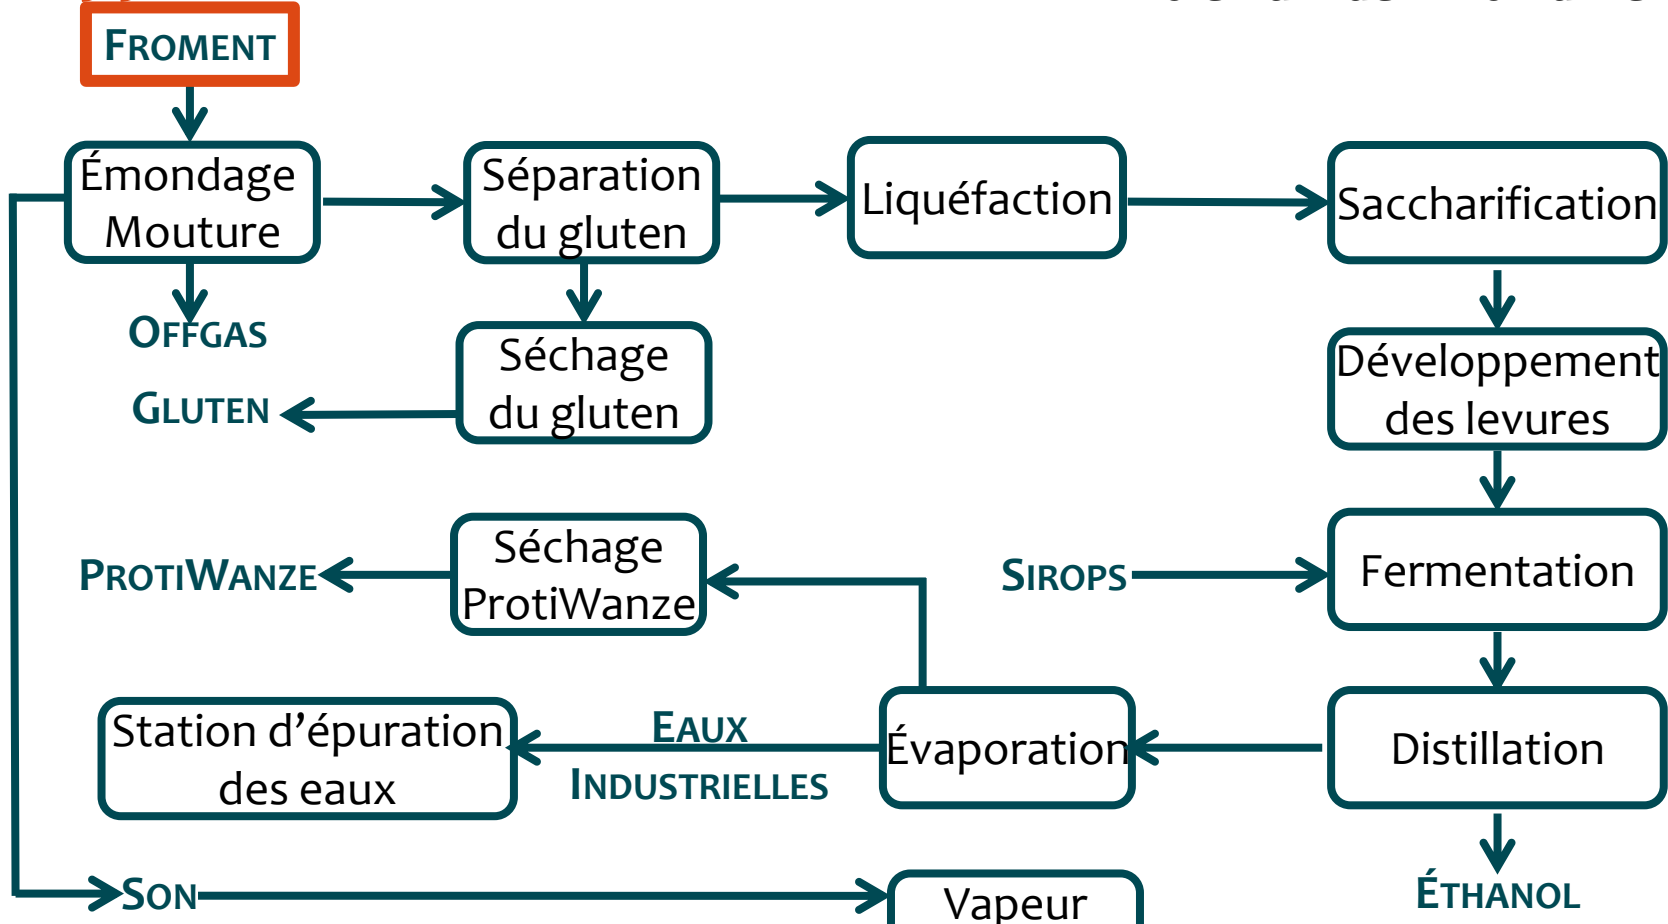 FROMENT
Émondage
Mouture
Séparation
du gluten
Liquéfaction
Saccharification
OFFGAS
Séchage
du gluten
GLUTEN
Développement
des levures
Séchage
ProtiWanze
PROTIWANZE
SIROPS
Fermentation
Station d’épuration
des eaux
EAUX
INDUSTRIELLES
Évaporation
Distillation
SON
Vapeur
ÉTHANOL